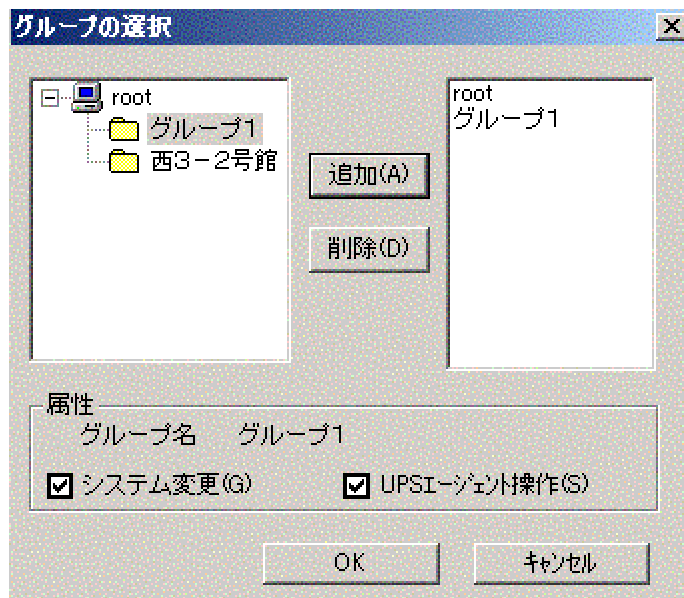 グループの選択
root
グループ1
西3-2号館
追加(A)
削除(D)
root
グループ1
属性
グループ名 グループ1
システム変更(G) UPSｴｰｼﾞｪﾝﾄ操作(S)
OK ｷｬﾝｾﾙ